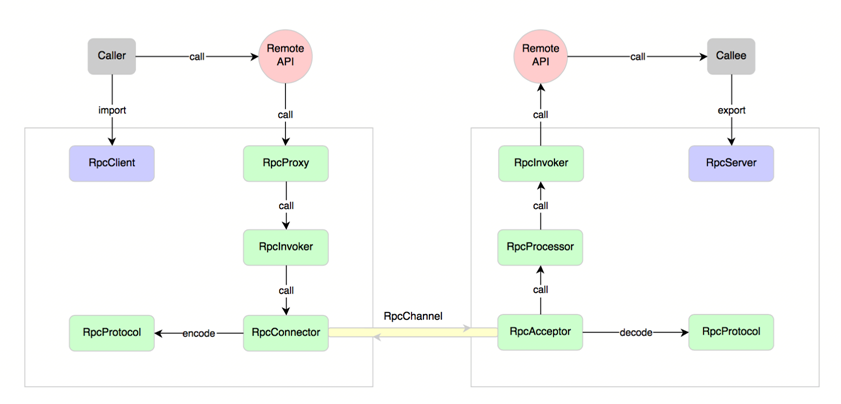 Caller
call
Remote
API
Remote
API
call
Callee
import
call
call
export
RpcClient
RpcProxy
RpcInvoker
RpcServer
call
call
RpcInvoker
RpcProcessor
call
call
RpcChannel
RpcProtocol
encode
RpcConnector
RpcAcceptor
decode
RpcProtocol